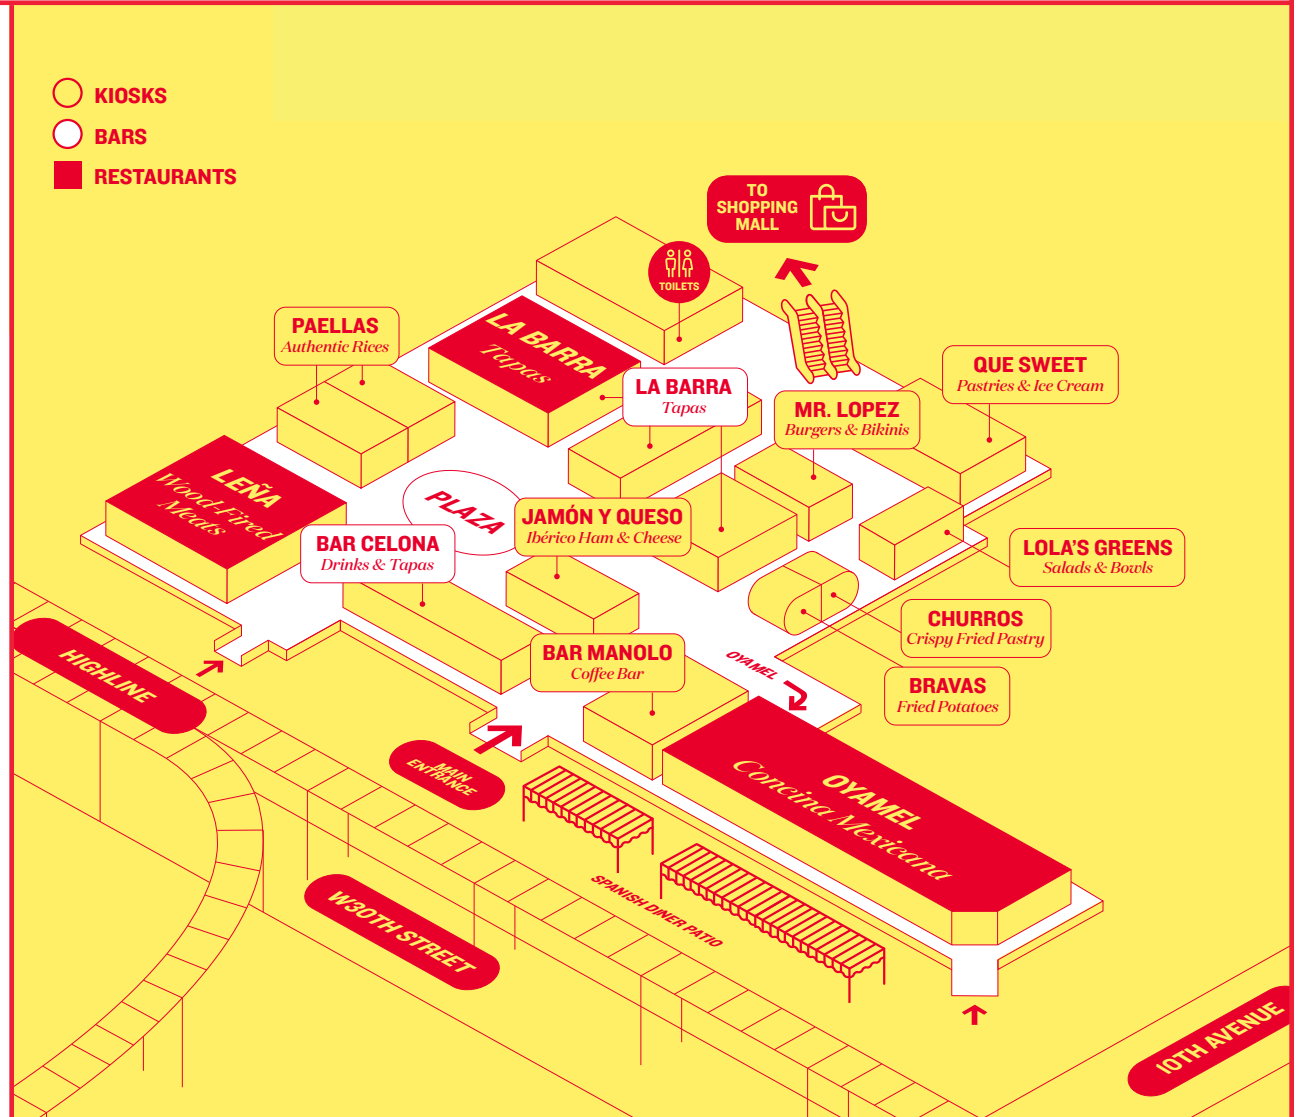 KIOSKS
BARS
RESTAURANTS
TO
SHOPPING
MALL
TOILETS
PAELLAS
Authentic Rices
LA BARRA
Tapas
LA BARRA
Tapas
QUE SWEET
Pastries & Ice Cream
MR. LOPEZ
Burgers & Bikinis
LEÑA
Wood-Fired
Meats
PLAZA
JAMÓN Y QUESO
Ibérico Ham & Cheese
BAR CELONA
Drinks & Tapas
LOLA'S GREENS
Salads & Bowls
CHURROS
Crispy Fried Pastry
BAR MANOLO
Coffee Bar
OYAMEL
BRAVAS
Fried Potatoes
HIGHLINE
MAIN
ENTRANCE
OYAMEL
Concina Mexicana
SPANISH DINER PATIO
W30TH STREET
10TH AVENUE